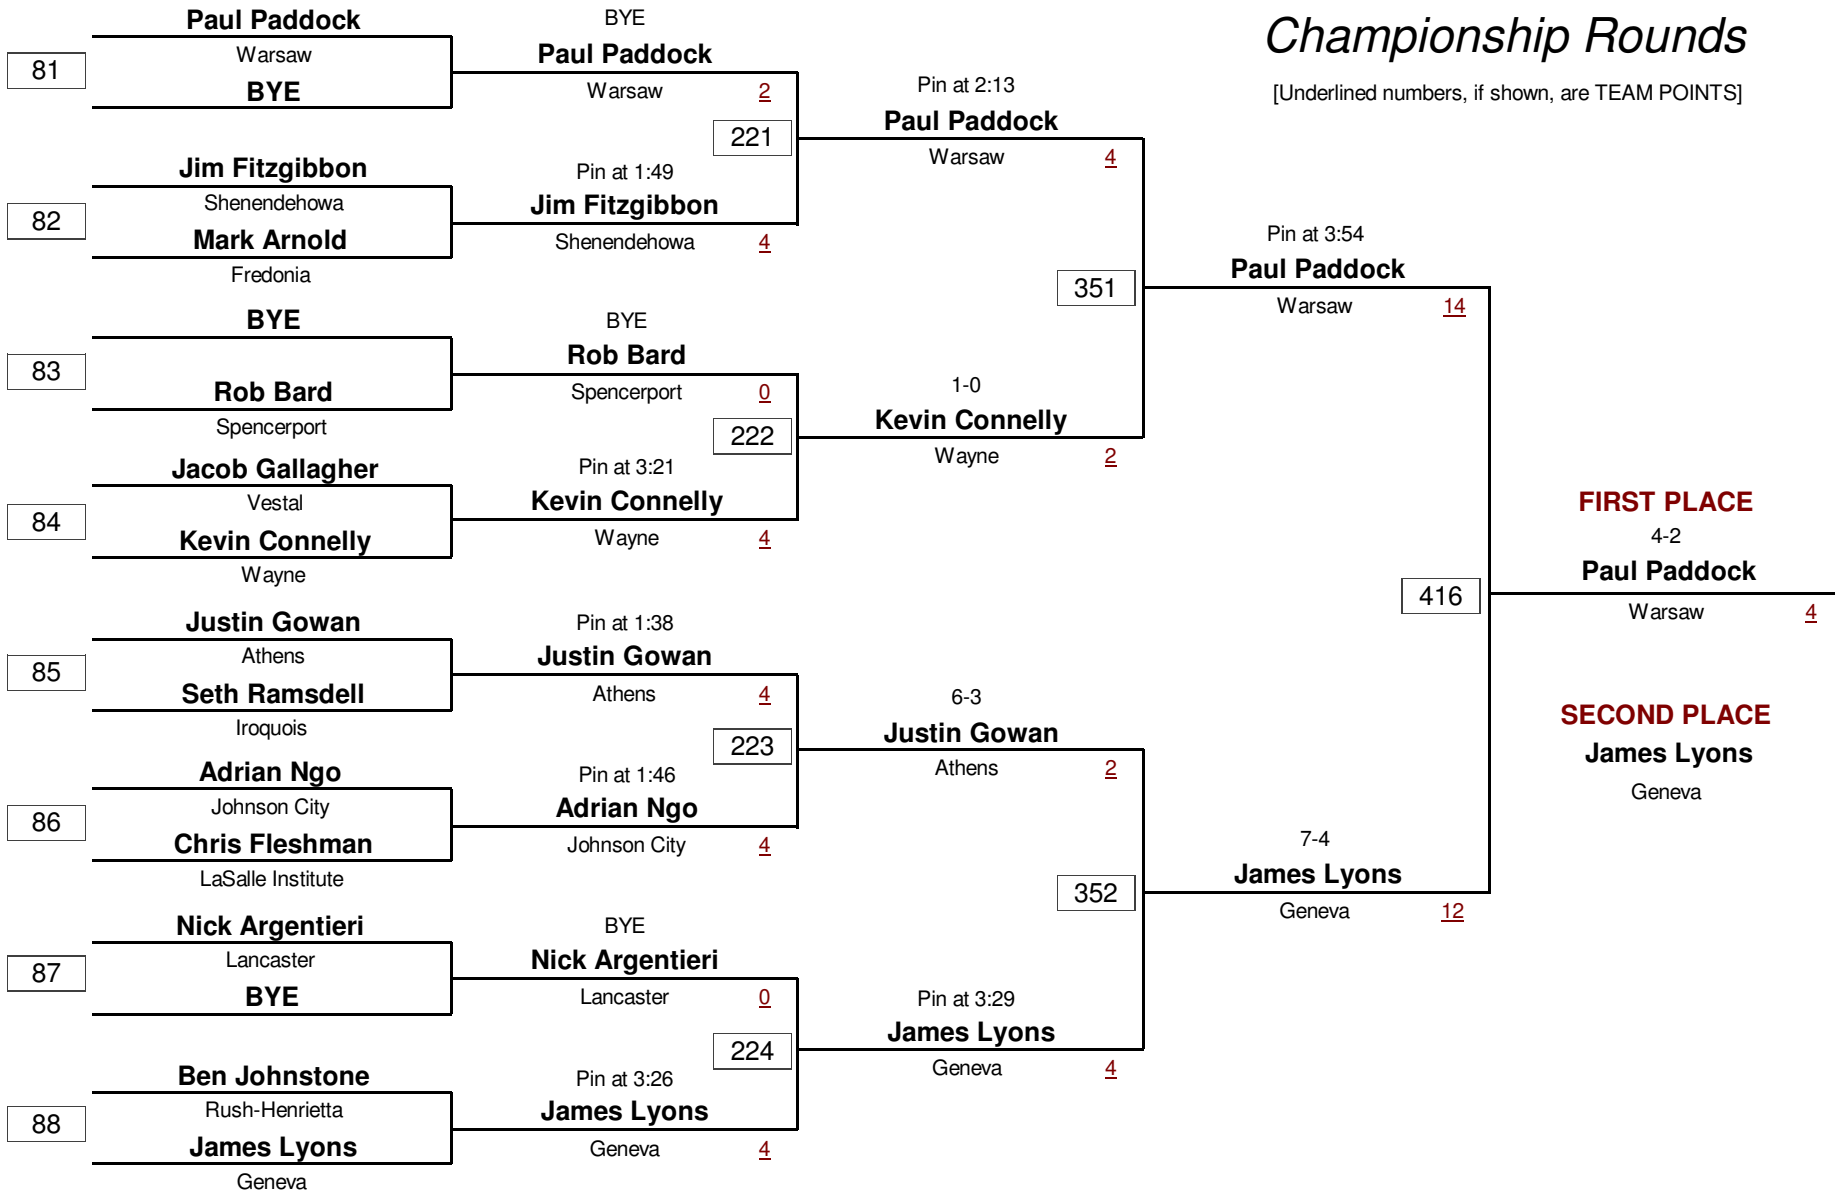 Championship Rounds
[Underlined numbers, if shown, are TEAM POINTS]
Paul Paddock
Warsaw
81
BYE
Jim Fitzgibbon
Shenendehowa
82
Mark Arnold
Fredonia
BYE
83
Rob Bard
Spencerport
Jacob Gallagher
Vestal
84
Kevin Connelly
Wayne
Justin Gowan
Athens
85
Seth Ramsdell
Iroquois
Adrian Ngo
Johnson City
86
Chris Fleshman
LaSalle Institute
Nick Argentieri
Lancaster
87
BYE
Ben Johnstone
Rush-Henrietta
88
James Lyons
Geneva
BYE
Paul Paddock
Warsaw 2
221
Pin at 1:49
Jim Fitzgibbon
Shenendehowa 4
BYE
Rob Bard
Spencerport 0
222
Pin at 3:21
Kevin Connelly
Wayne 4
Pin at 1:38
Justin Gowan
Athens 4
223
Pin at 1:46
Adrian Ngo
Johnson City 4
BYE
Nick Argentieri
Lancaster 0
224
Pin at 3:26
James Lyons
Geneva 4
Pin at 2:13
Paul Paddock
Warsaw 4
351
1-0
Kevin Connelly
Wayne 2
6-3
Justin Gowan
Athens 2
352
Pin at 3:29
James Lyons
Geneva 4
Pin at 3:54
Paul Paddock
Warsaw 14
416
7-4
James Lyons
Geneva 12
FIRST PLACE
4-2
Paul Paddock
Warsaw 4
SECOND PLACE
James Lyons
Geneva